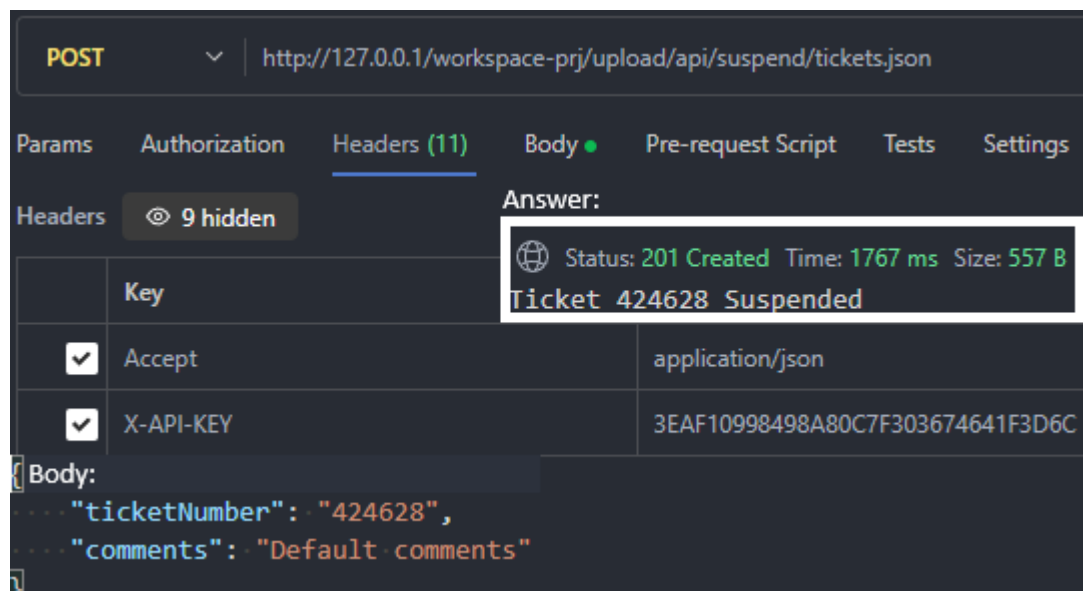 POST http://127.0.0.1/workspace-prj/upload/api/suspend/tickets.json
Params Authorization Headers (11) Body Pre-request Script Tests Settings
Headers 9 hidden
Answer:
Status: 201 Created Time: 1767 ms Size: 557 B
Ticket 424628 Suspended
Key
Accept application/json
X-API-KEY 3EAF10998498A80C7F303674641F3D6C
{ Body:
"ticketNumber": "424628",
"comments": "Default comments"
}